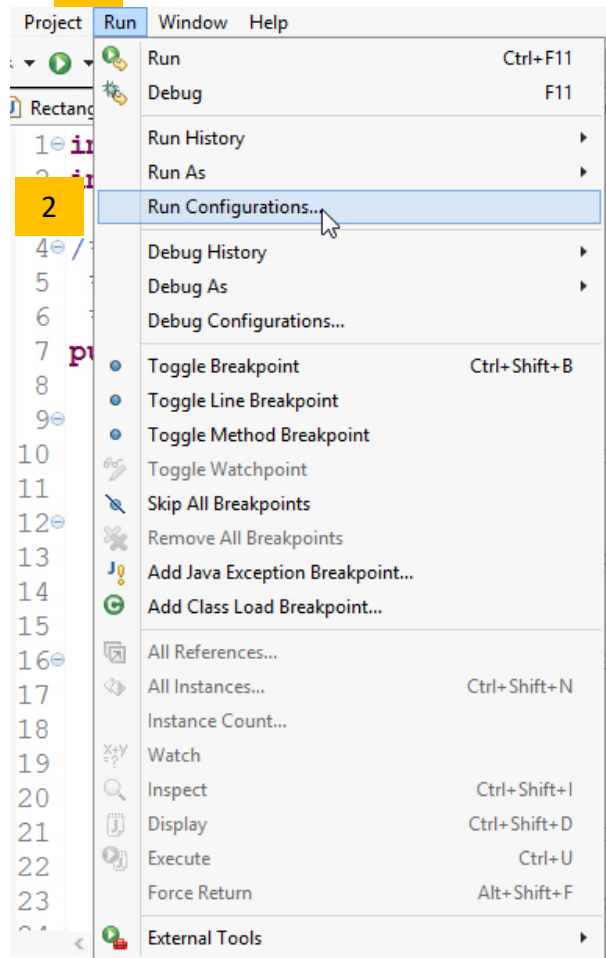 Project Run Window Help
Run Ctrl+F11
Debug F11
Rectang
1 im
Run History
Run As
2 Run Configurations...
4 /*
Debug History
5 Debug As
6 Debug Configurations...
7 pu
Toggle Breakpoint Ctrl+Shift+B
8
Toggle Line Breakpoint
9
Toggle Method Breakpoint
10
Toggle Watchpoint
11
Skip All Breakpoints
12
Remove All Breakpoints
13
Add Java Exception Breakpoint...
14
Add Class Load Breakpoint...
15
16 All References...
17 All Instances... Ctrl+Shift+N
18 Instance Count...
19 Watch
20 Inspect Ctrl+Shift+I
21 Display Ctrl+Shift+D
22 Execute Ctrl+U
23 Force Return Alt+Shift+F
External Tools